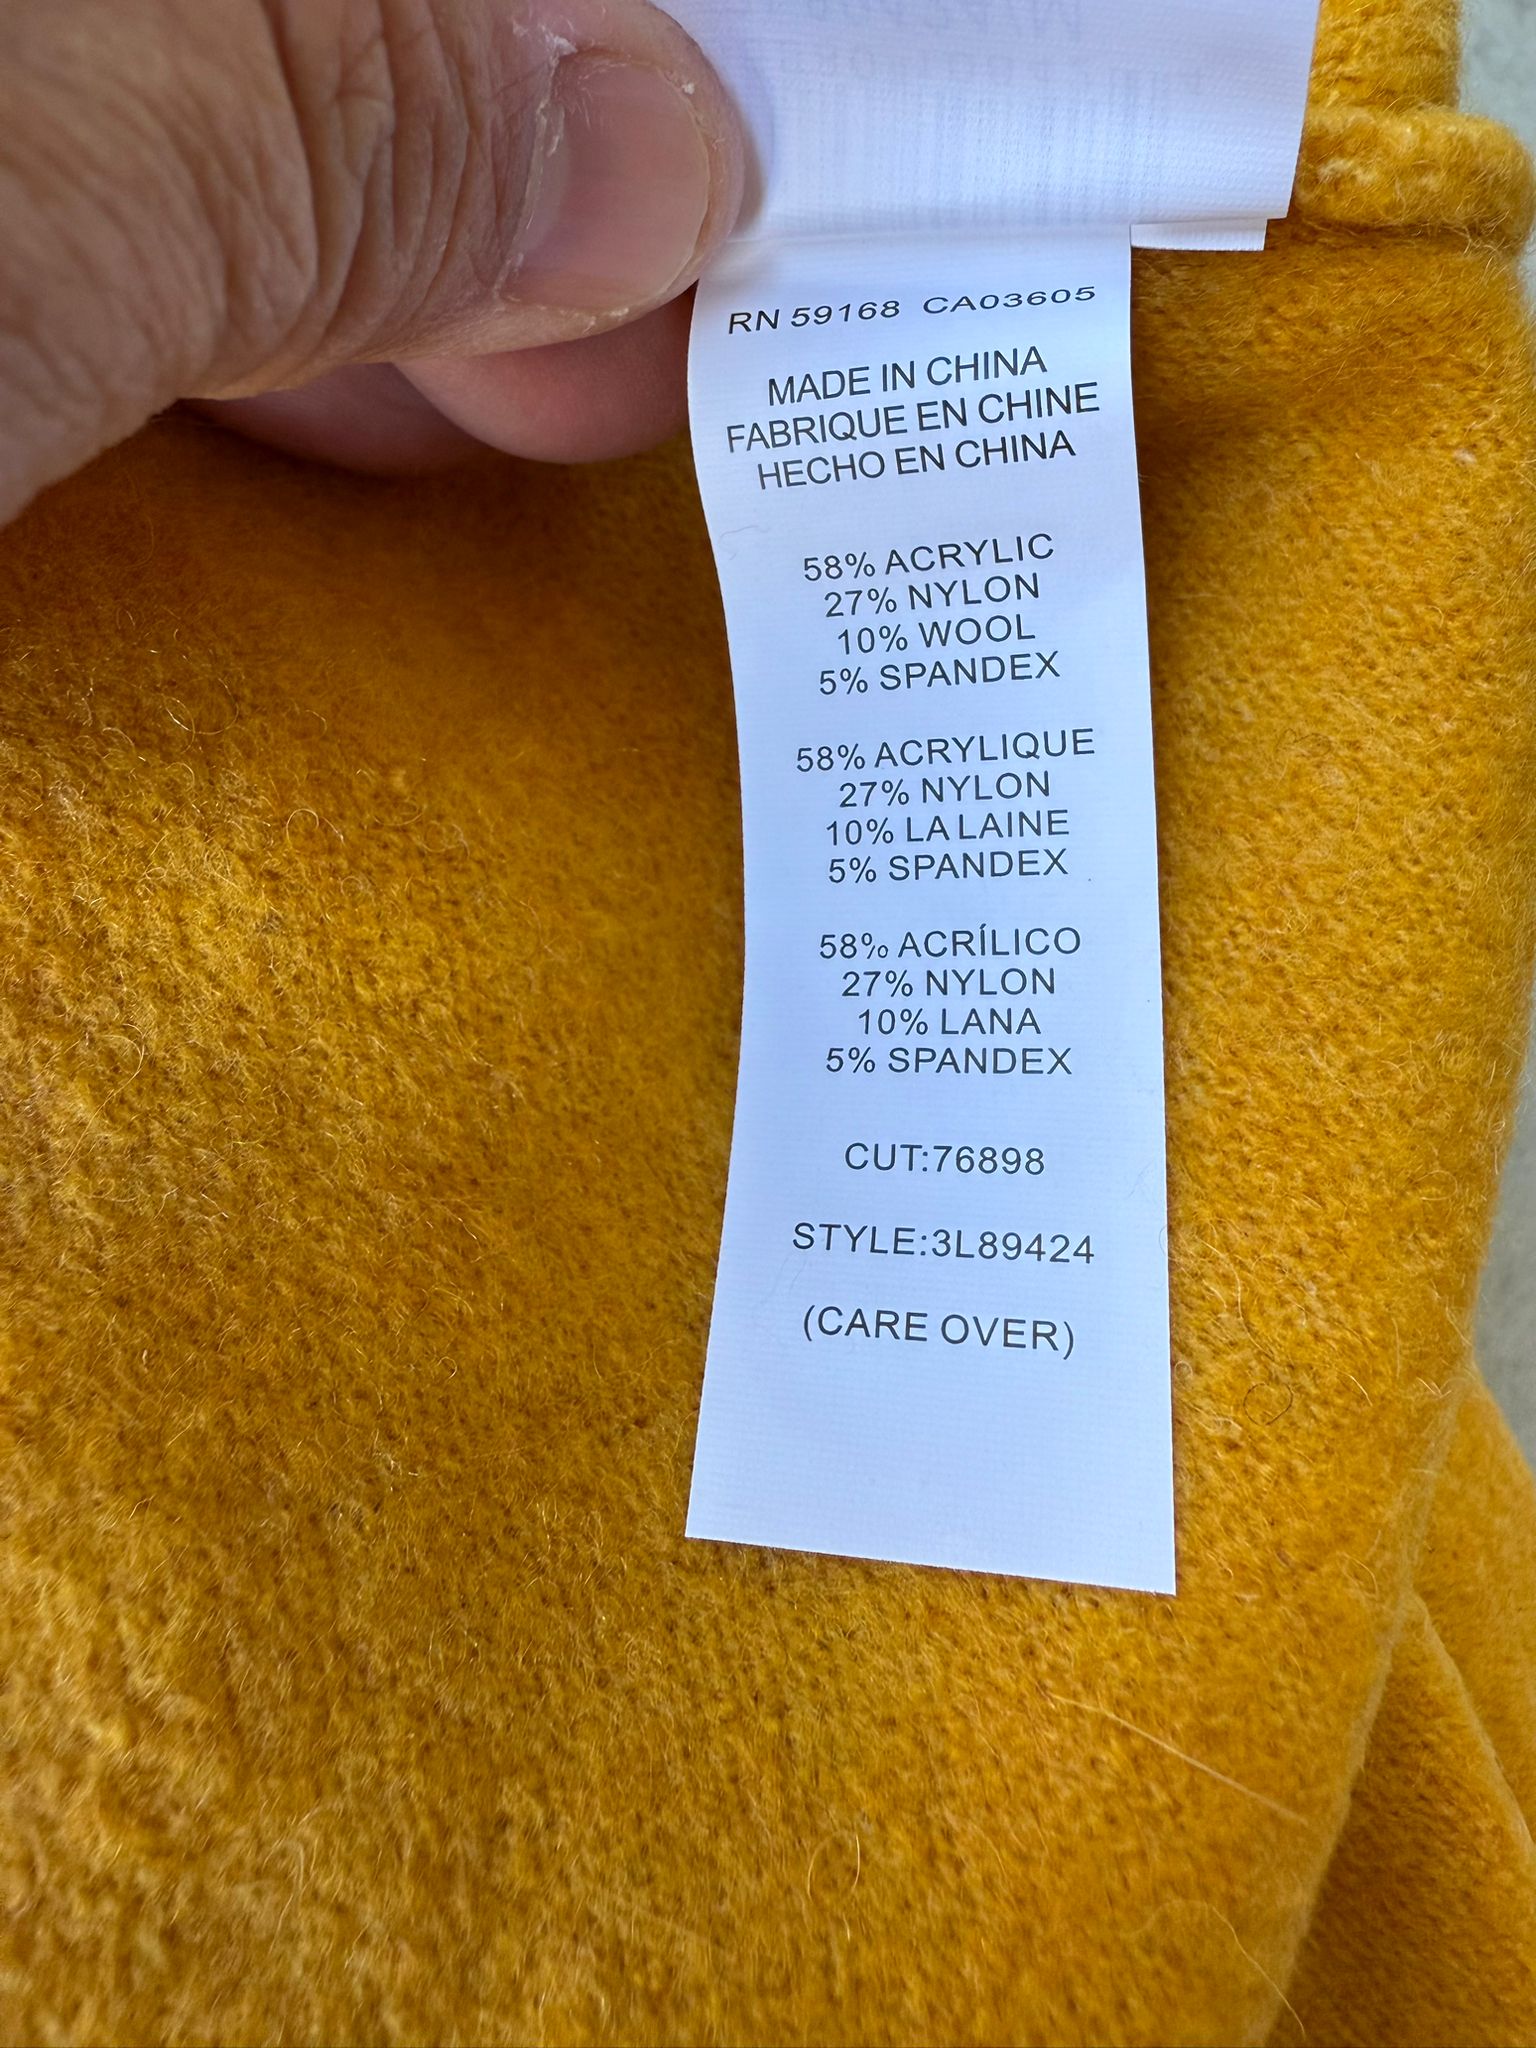 RN 59168 CA03605
MADE IN CHINA
FABRIQUE EN CHINE
HECHO EN CHINA
58% ACRYLIC
27% NYLON
10% WOOL
5% SPANDEX
58% ACRYLIQUE
27% NYLON
10% LA LAINE
5% SPANDEX
58% ACRÍLICO
27% NYLON
10% LANA
5% SPANDEX
CUT:76898
STYLE:3L89424
(CARE OVER)